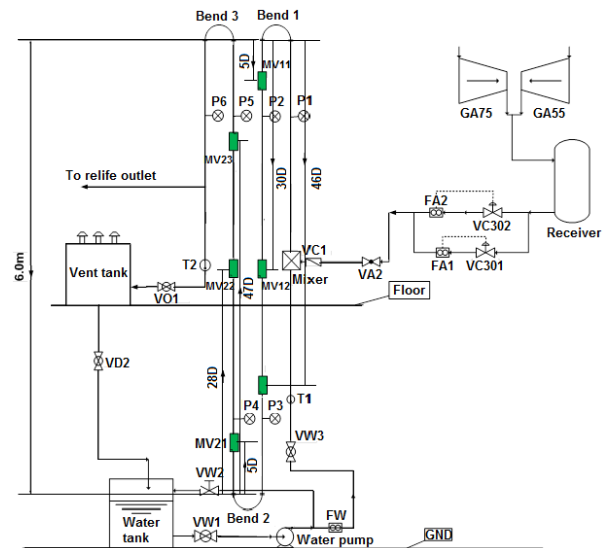 Bend 3
Bend 1
5D
MV11
GA75
GA55
P6
P5
P2
P1
MV23
30D
46D
To relife outlet
FA2
VC302
Receiver
FA1
VC301
6.0m
Vent tank
T2
VO1
MV22
47D
MV12
VC1
Mixer
VA2
Floor
VD2
28D
T1
P4
P3
MV21
5D
VW3
VW2
Bend 2
Water
tank
VW1
Water pump
FW
GND